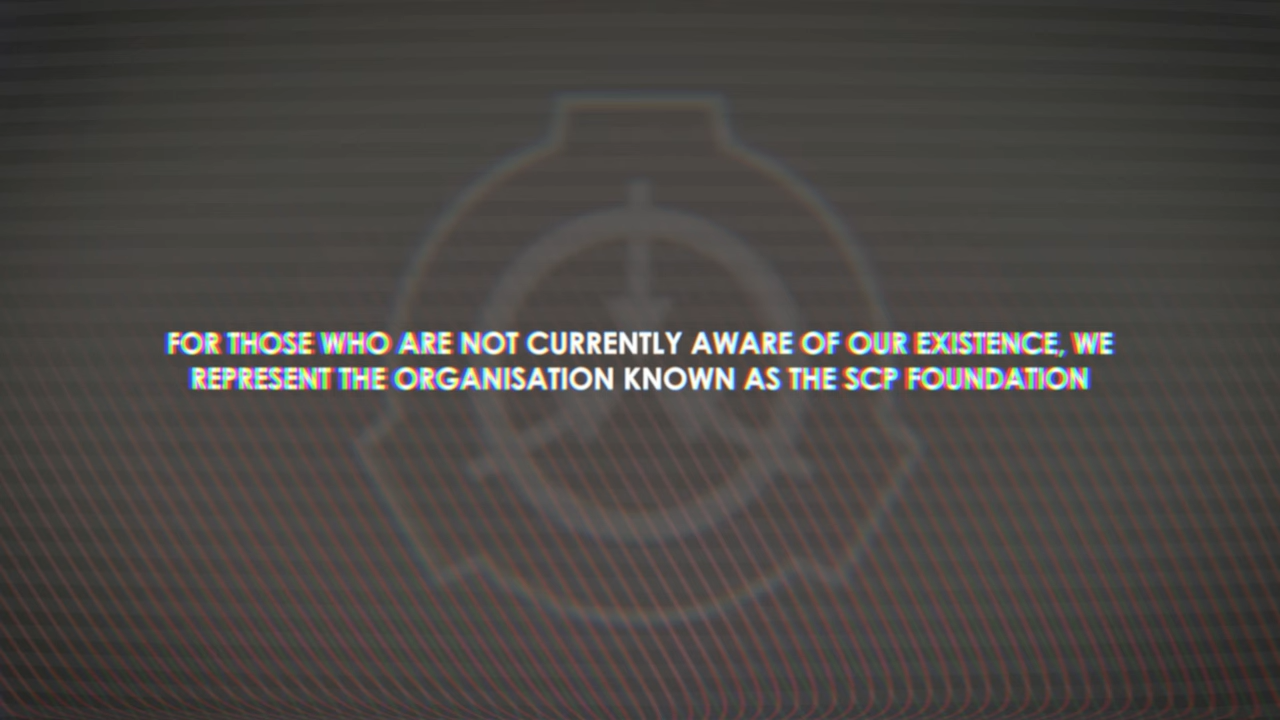 FOR THOSE WHO ARE NOT CURRENTLY AWARE OF OUR EXISTENCE, WE
REPRESENT THE ORGANISATION KNOWN AS THE SCP FOUNDATION